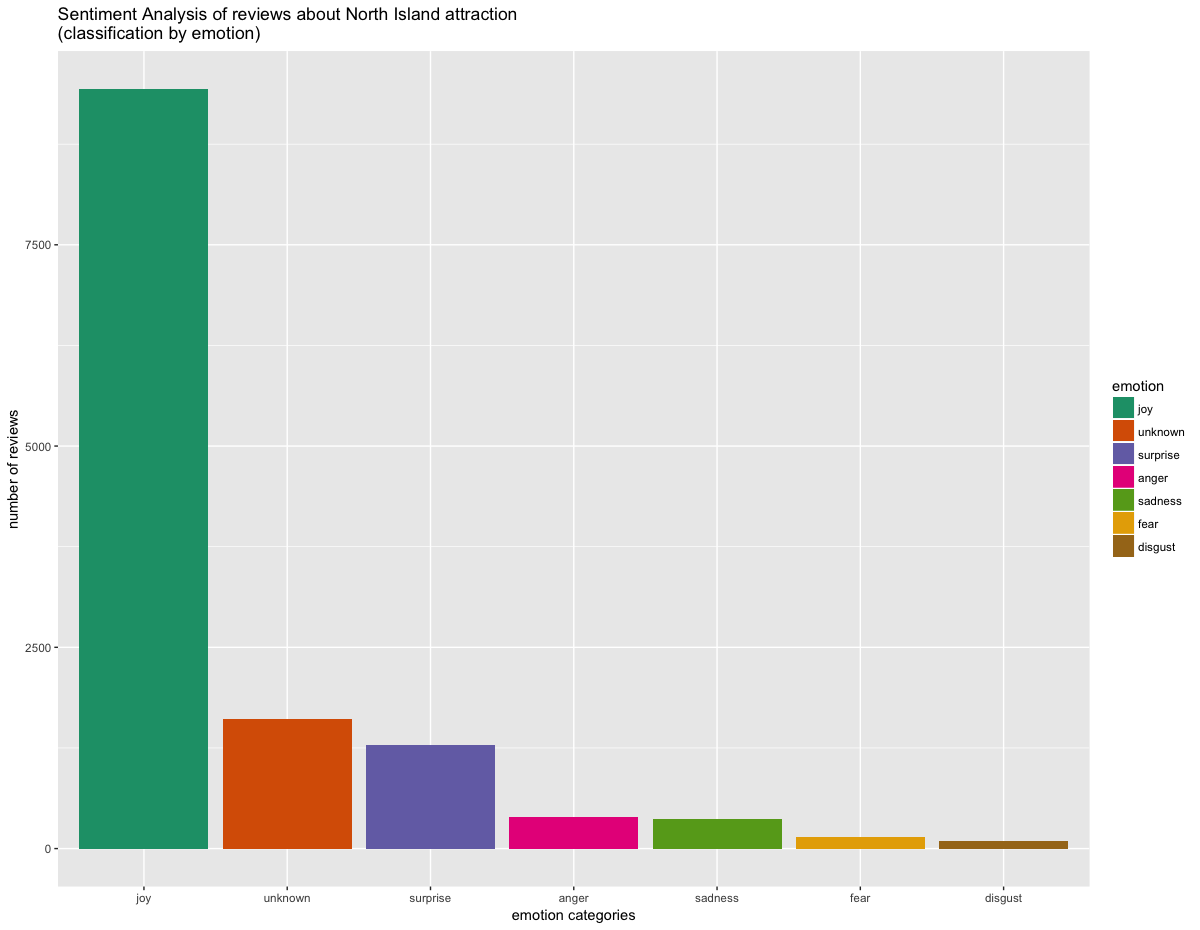 Sentiment Analysis of reviews about North Island attraction
(classification by emotion)
number of reviews
7500
5000
2500
0
joy
unknown
surprise
anger
sadness
fear
disgust
emotion categories
emotion
joy
unknown
surprise
anger
sadness
fear
disgust